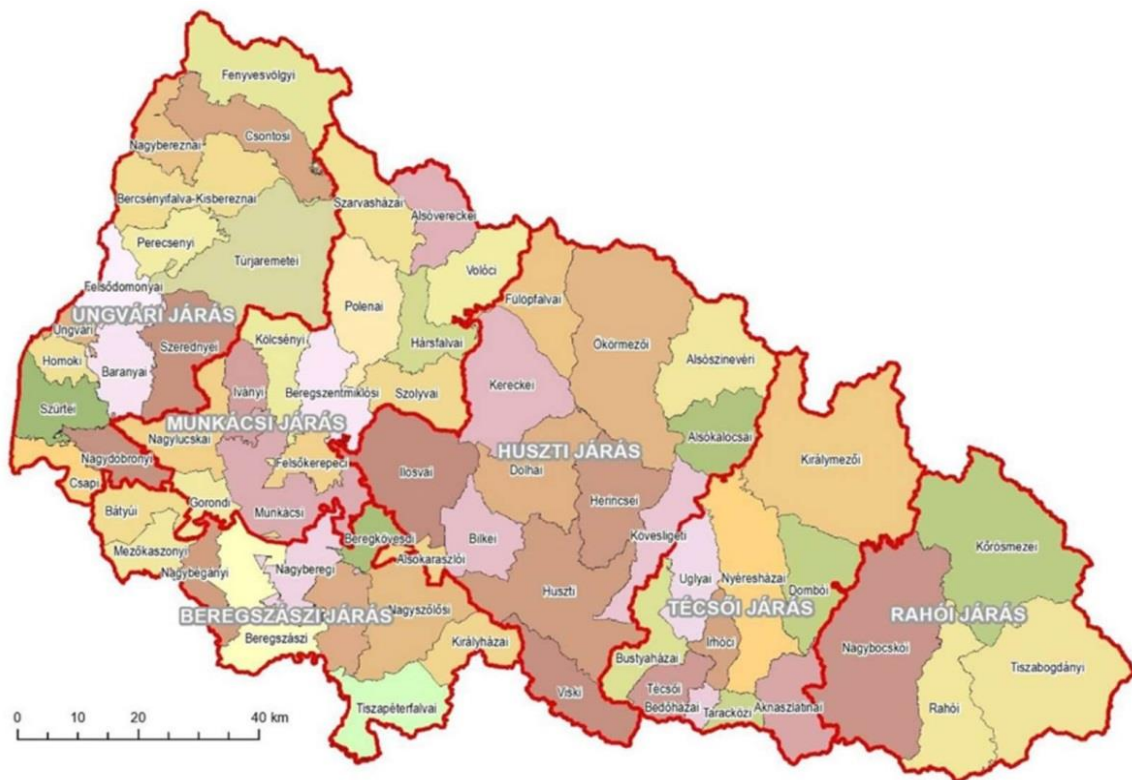 Fenyvesvölgyi
Csontosi
Nagybereznai
Bercsényifalva-Kisbereznai
Szarvasházai
Alsóvereckei
Perecsenyi
Turjaremetei
Volóci
Felsődomonyai
Polenai
Fülöpfalvai
UNGVÁRI JÁRÁS
Ungvári
Kölcsényi
Hársfalvai
Ökörmezői
Szerednyei
Homoki
Baranyai
Alsószinevéri
Iványi
Beregszentmiklósi
Szolyvai
Kereckei
Szürtei
MUNKÁCSI JÁRÁS
Alsókalocsai
Nagylucskai
HUSZTI JÁRÁS
Nagydobronyi
Felsőkerepeci
Ilosvai
Dolhai
Királymezői
Csapi
Gorondi
Herincsei
Bátyúi
Munkácsi
Kövesligeti
Beregkövesdi
Bilkei
Kőrösmezei
Mezőkaszonyi
Alsókaraszlói
Nagybégányi
Nagyberegi
Uglyai
Nyéresházai
Huszti
Dombói
BEREGSZÁSZI JÁRÁS
Nagyszőlősi
TÉCSŐI JÁRÁS
RAHÓI JÁRÁS
Beregszászi
Királyházai
Irhóci
Nagybocskói
Bustyaházai
Tiszabogdányi
Técsői
Viski
Bedőházai
Tiszapéterfalvai
Taracközi
Aknaszlatinai
Rahói
0 10 20 40 km